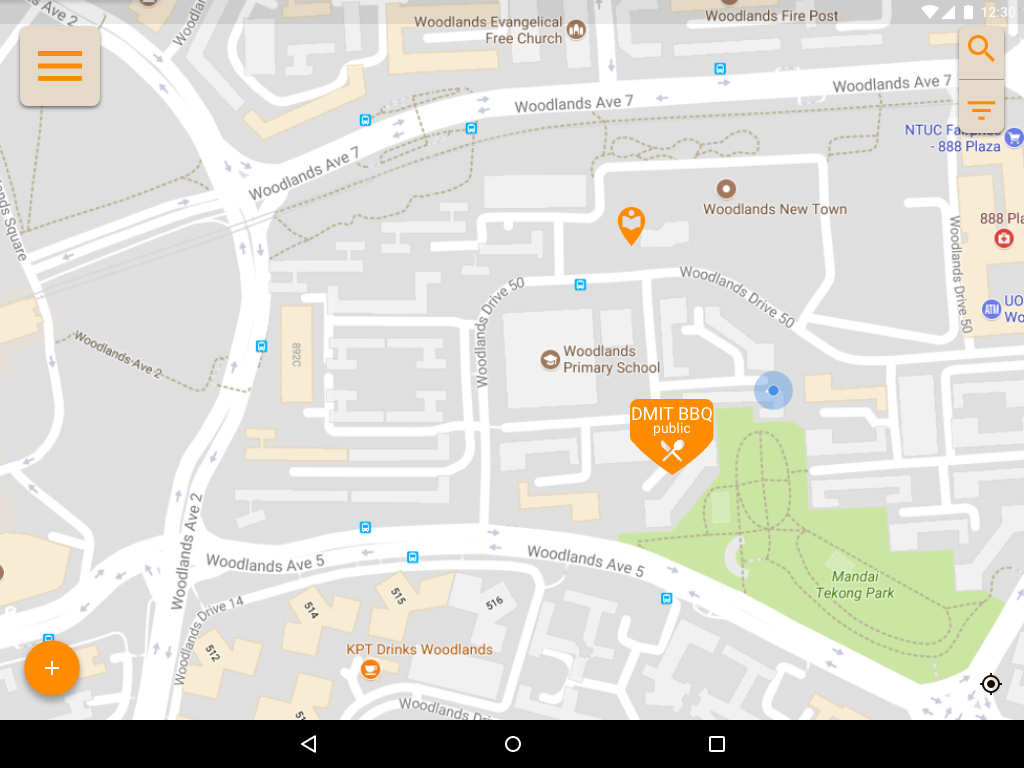 Ave 2
Woodlands
Woodlands Evangelical
Free Church
Woodlands Fire Post
12:30
Woodlands Ave 7
Woodlands Ave 7
Woodlands Ave 7
NTUC
- 888 Plaza
Woodlands New Town
888
Woodlands Drive 50
Woodlands Drive 50
Woodlands Drive 50
ATM
UO
Wo
Square
892C
Woodlands Ave 2
Woodlands
Primary School
DMIT BBQ
public
Woodlands Ave 2
Woodlands Ave 5
Woodlands Ave 5
Mandai
Tekong Park
Woodlands Drive 14
514
515
516
512
KPT Drinks Woodlands
Woodlands